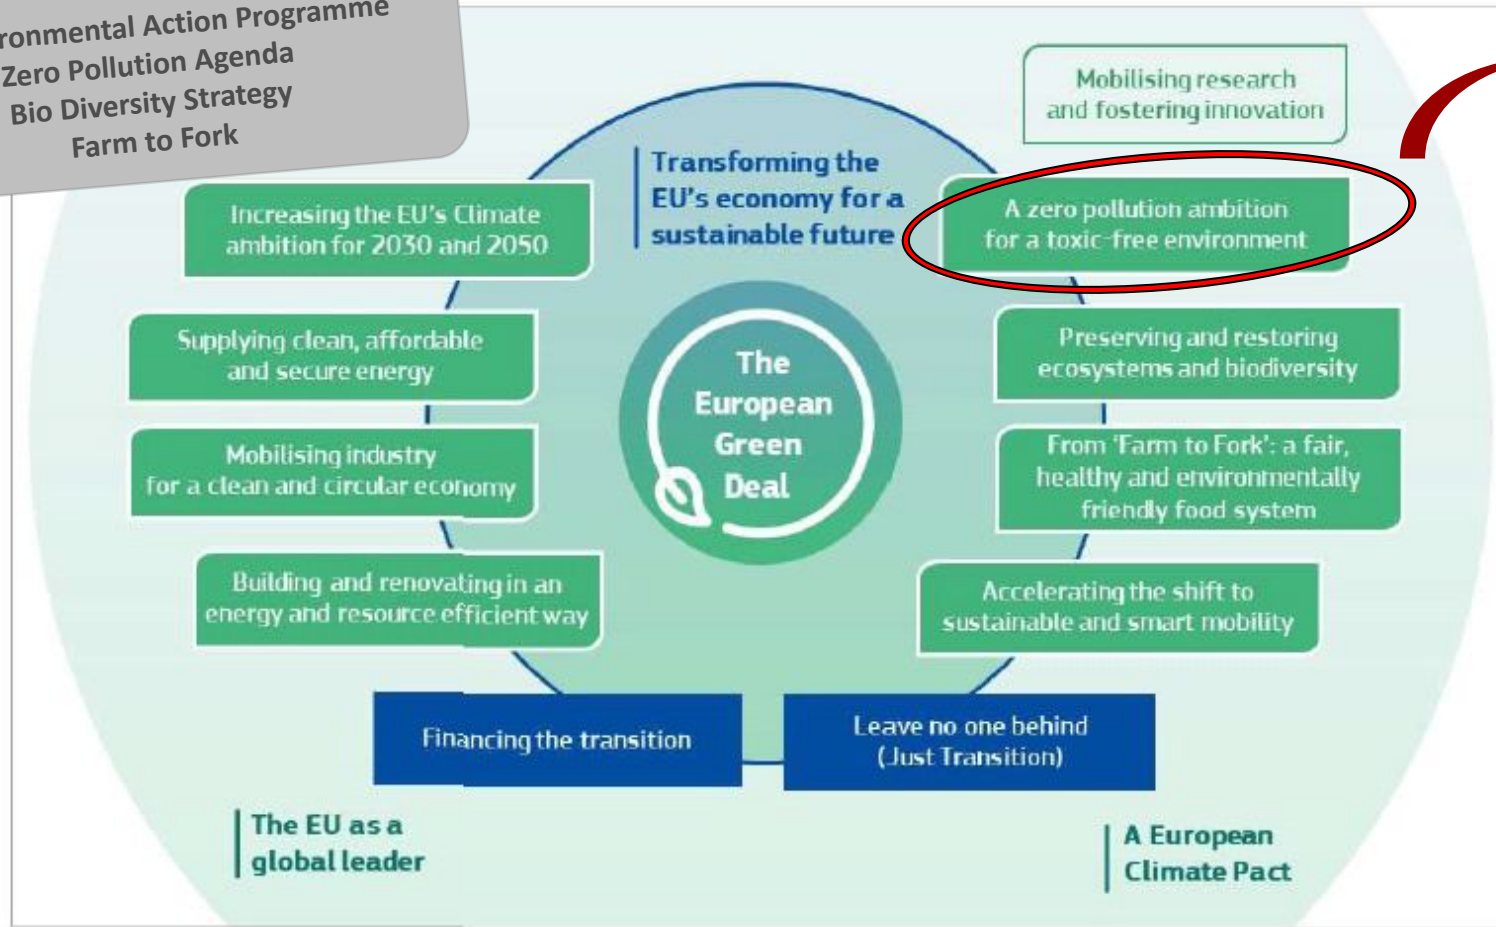 Action Programme
Zero Pollution Agenda
Bio Diversity Strategy
Farm to Fork
Mobilising research
and fostering innovation
Transforming the
EU's economy for a
sustainable future
Increasing the EU's Climate
ambition for 2030 and 2050
A zero pollution ambition
for a toxic-free environment
Supplying clean, affordable
and secure energy
The
European
Green
Deal
Preserving and restoring
ecosystems and biodiversity
Mobilising industry
for a clean and circular economy
From 'Farm to Fork': a fair,
healthy and environmentally
friendly food system
Building and renovating in an
energy and resource efficient way
Accelerating the shift to
sustainable and smart mobility
Financing the transition
Leave no one behind
(Just Transition)
The EU as a
global leader
A European
Climate Pact